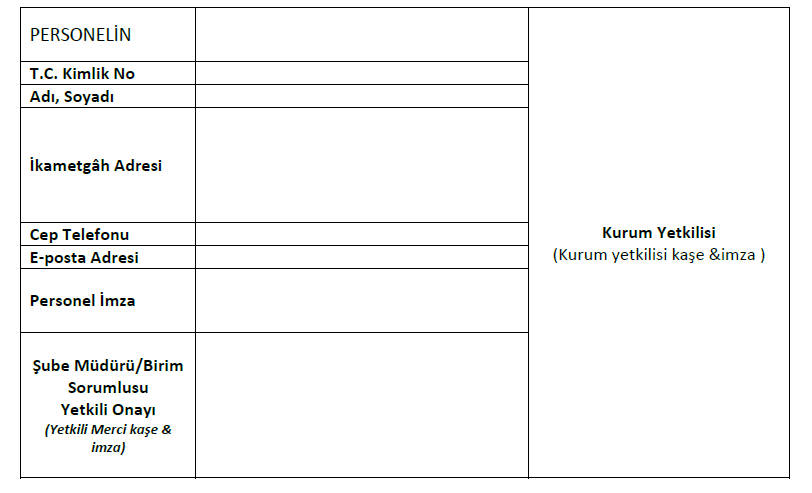 PERSONELİN
T.C. Kimlik No
Adı, Soyadı
İkametgâh Adresi
Cep Telefonu
E-posta Adresi
Personel İmza
Şube Müdürü/Birim
Sorumlusu
Yetkili Onayı
(Yetkili Merci kaşe &
imza)
Kurum Yetkilisi
(Kurum yetkilisi kaşe &imza )